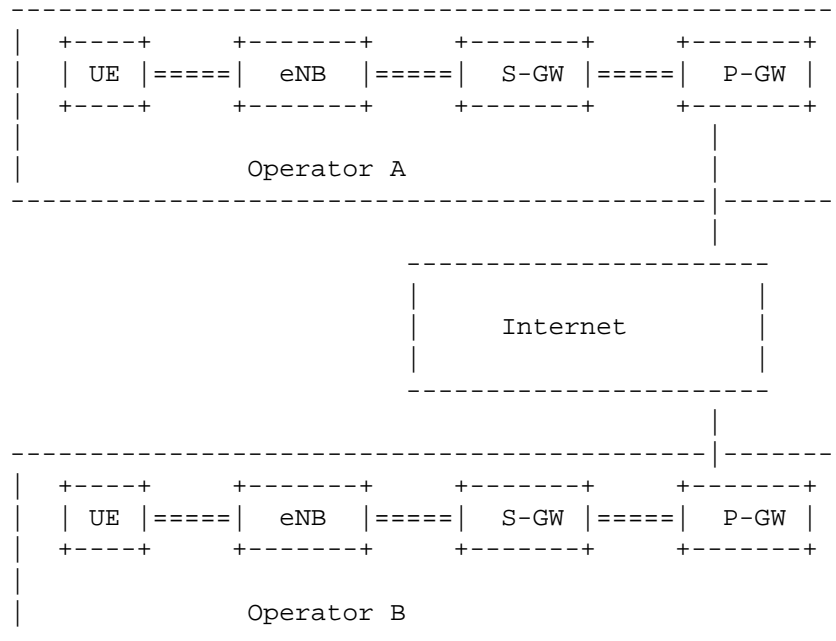 UE eNB S-GW P-GW
Operator A
Internet
UE eNB S-GW P-GW
Operator B